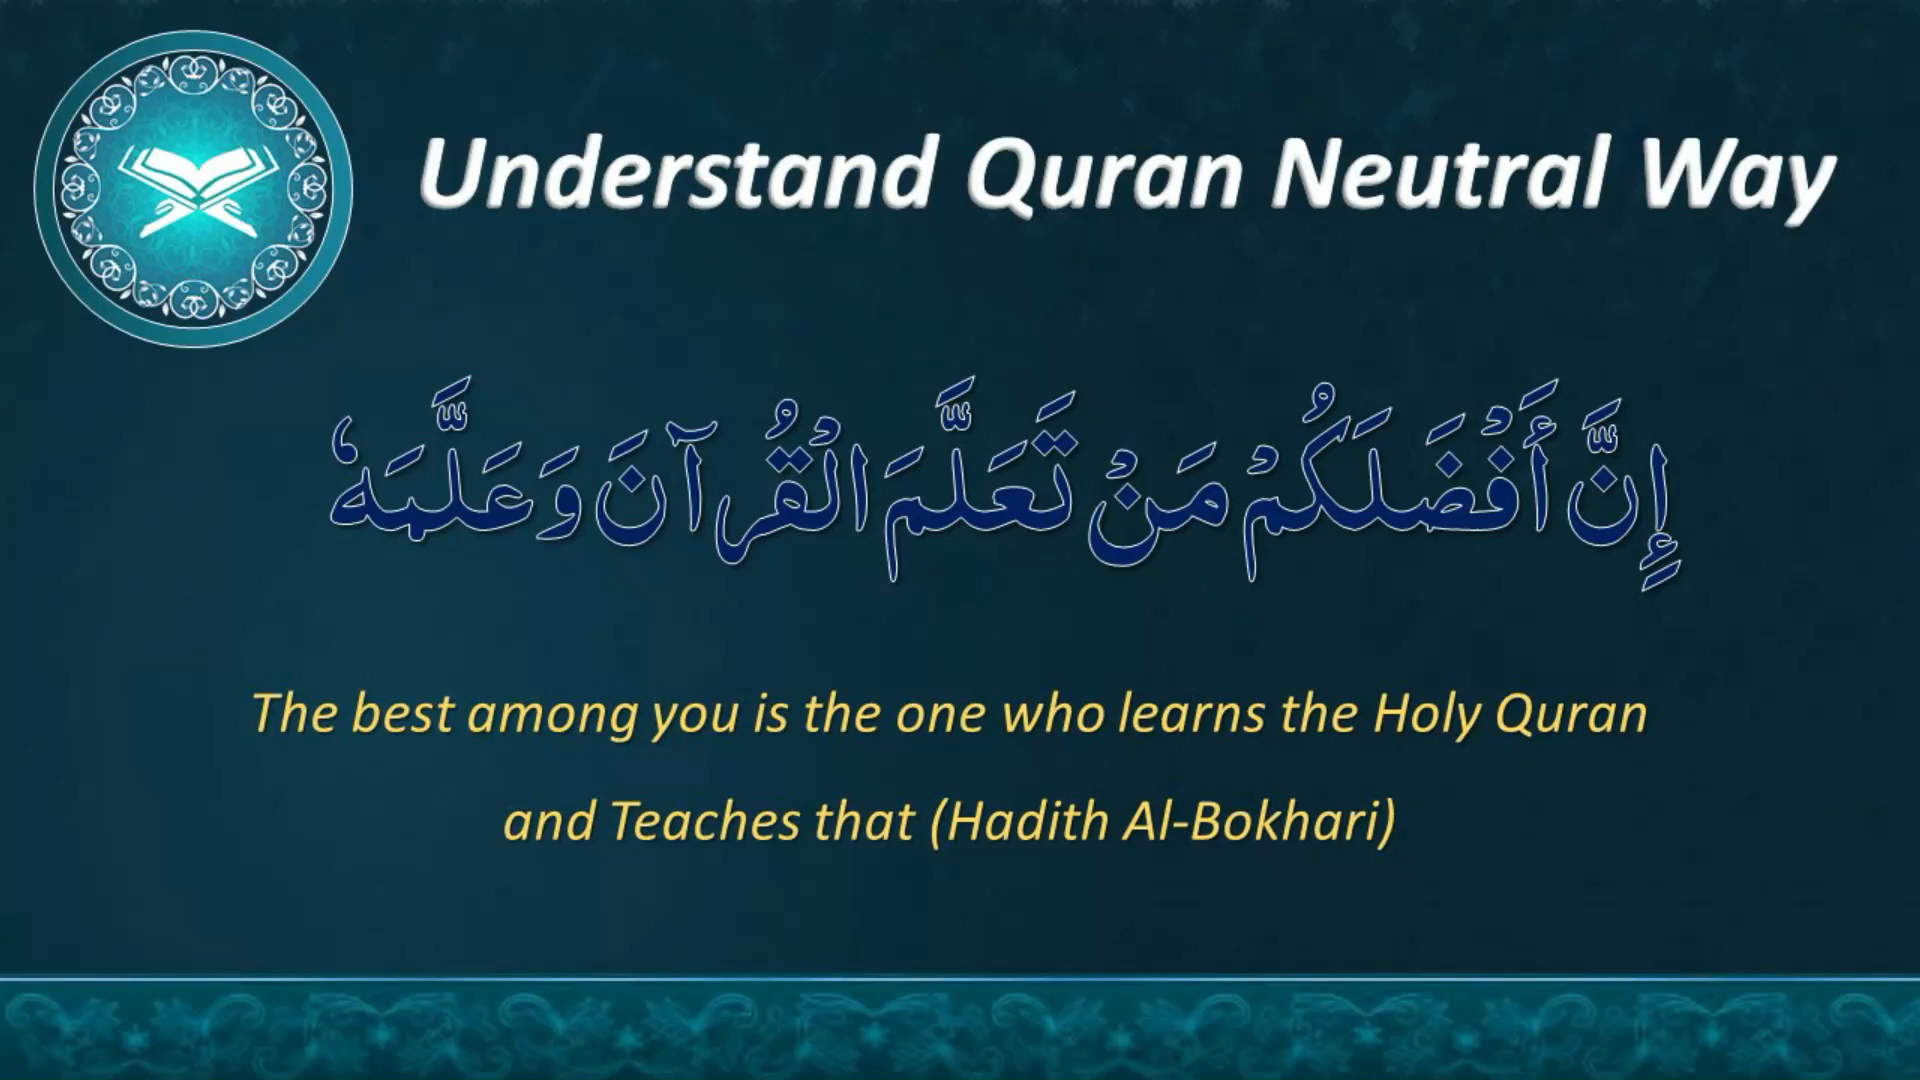 Understand Quran Neutral Way
إِنَّ أَفْضَلَكُمْ مَنْ تَعَلَّمَ الْقُرآنَ وَعَلَّمَهٗ
The best among you is the one who learns the Holy Quran
and Teaches that (Hadith Al-Bokhari)